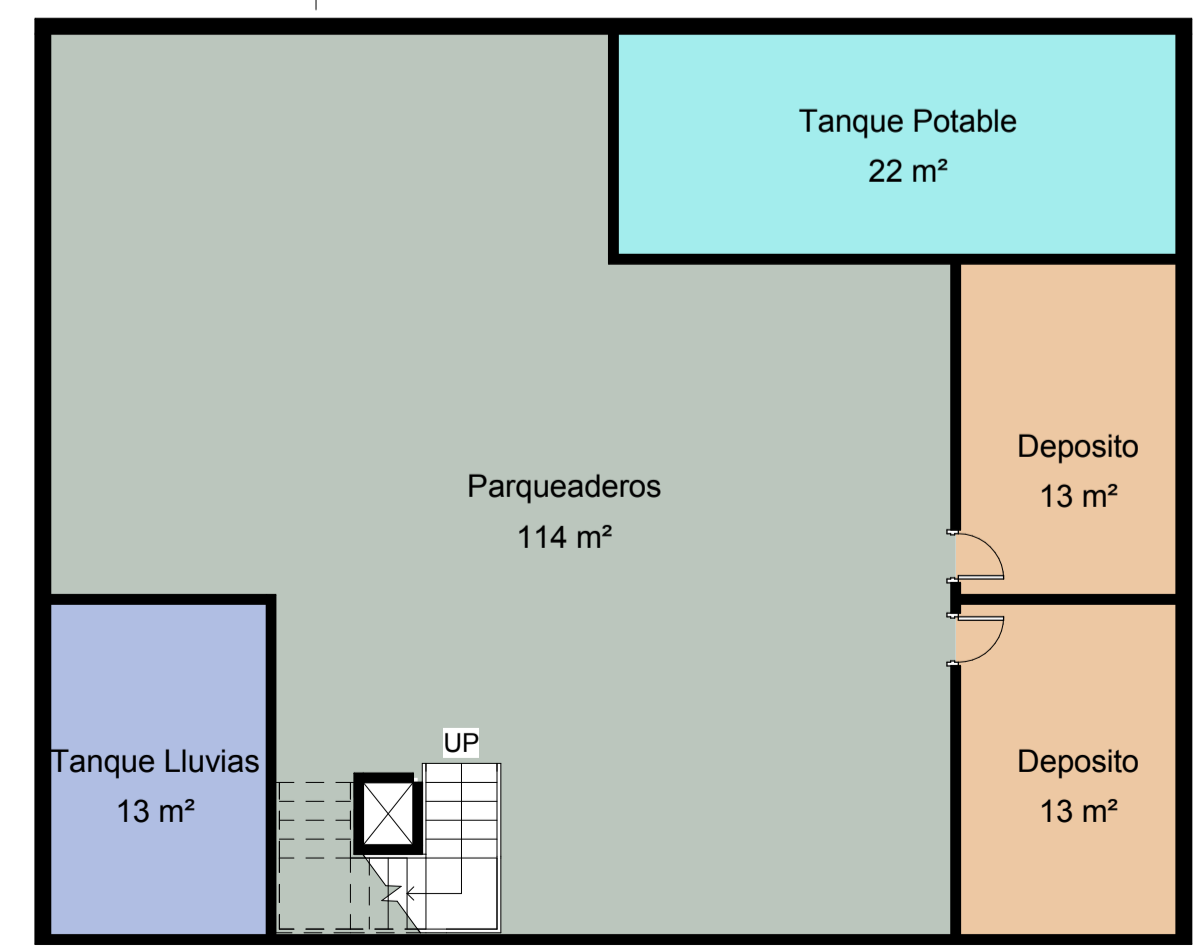 Tanque Potable
22 m²
Deposito
13 m²
Parqueaderos
114 m²
UP
Tanque Lluvias
13 m²
Deposito
13 m²